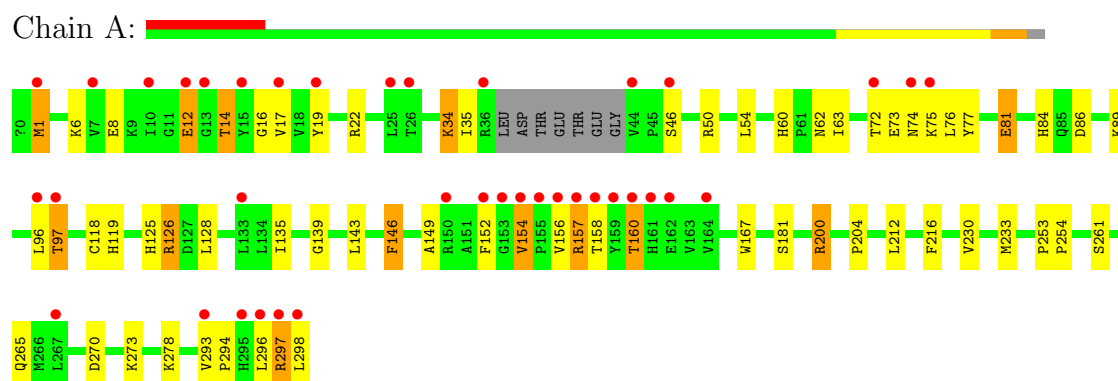 Chain A:
?0 M1 K6 V7 E8 K9 I10 G11 E12 G13 T14 Y15 G16 V17 V18 Y19 R22 L25 T26 K34 I35 R36 LEU ASP THR GLU THR GLU GLY V44 P45 S46 R50 L54 H60 P61 N62 I63 T72 E73 N74 K75 L76 Y77 E81 H84 Q85 D86
L96 T97 C118 H119 H125 R126 D127 L128 L133 L134 I135 G139 L143 F146 A149 R150 A151 F152 G153 V154 P155 V156 R157 T158 Y159 T160 H161 E162 V163 V164 W167 S181 R200 P204 L212 F216 V230 M233 P253 P254 S261
Q265 M266 L267 D270 K273 K278 V293 P294 H295 L296 R297 L298